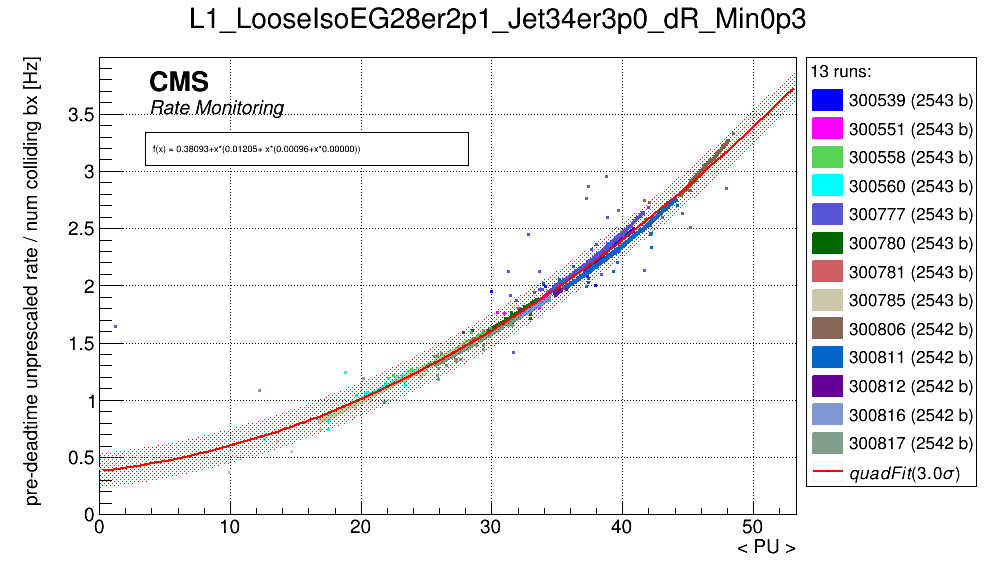 L1_LooseIsoEG28er2p1_Jet34er3p0_dR_Min0p3
pre-deadtime unprescaled rate / num colliding bx [Hz]
CMS
Rate Monitoring
f(x) = 0.38093+x*(0.01205+ x*(0.00096+x*0.00000))
3.5
3
2.5
2
1.5
1
0.5
0
0
10
20
30
40
50
< PU >
13 runs:
300539 (2543 b)
300551 (2543 b)
300558 (2543 b)
300560 (2543 b)
300777 (2543 b)
300780 (2543 b)
300781 (2543 b)
300785 (2543 b)
300806 (2542 b)
300811 (2542 b)
300812 (2542 b)
300816 (2542 b)
300817 (2542 b)
quadFit(3.0σ)